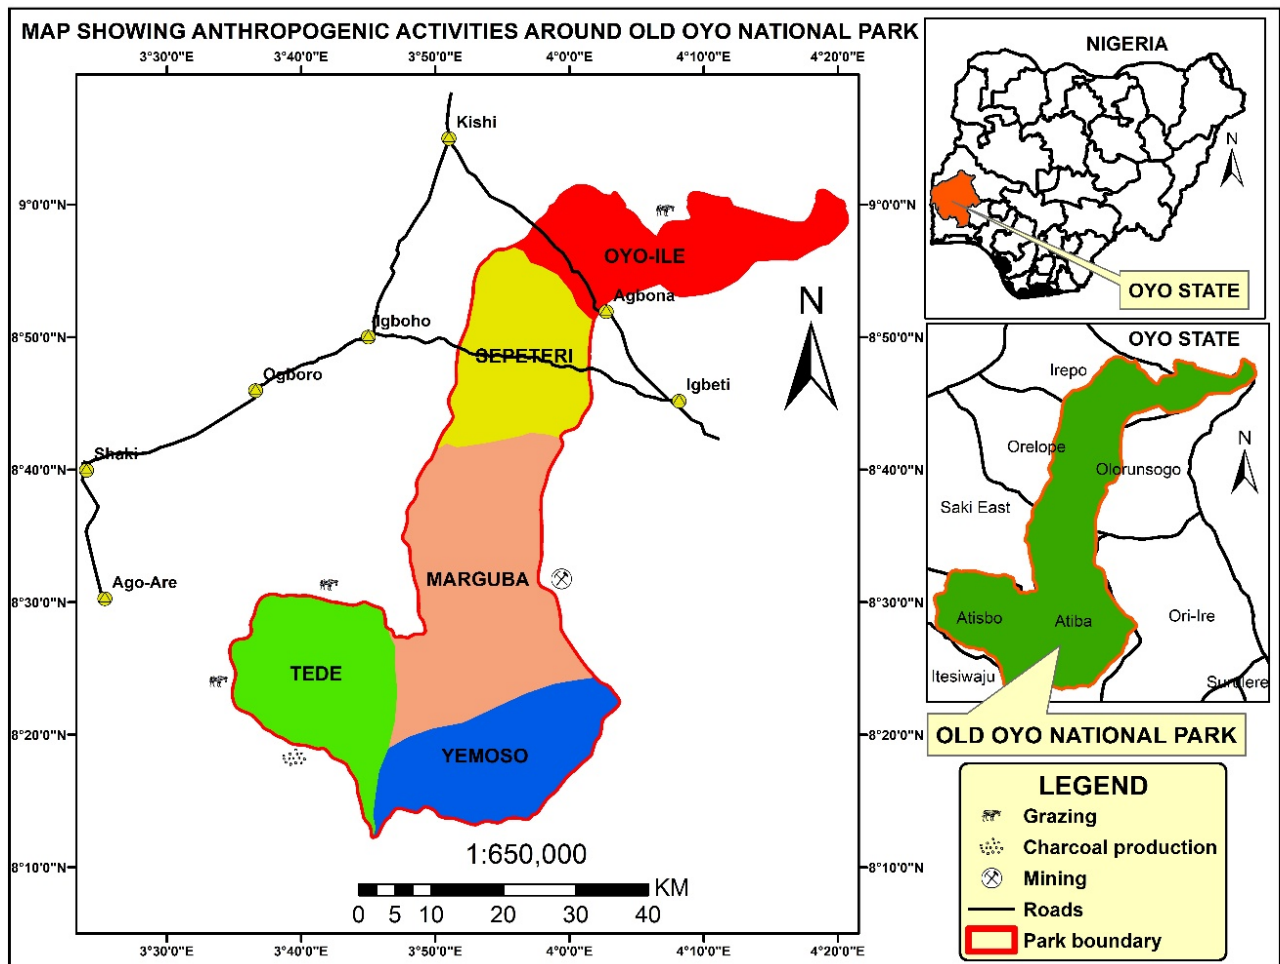 MAP SHOWING ANTHROPOGENIC ACTIVITIES AROUND OLD OYO NATIONAL PARK
3°30'0"E 3°40'0"E 3°50'0"E 4°0'0"E 4°10'0"E 4°20'0"E
Kishi
9°0'0"N 9°0'0"N
OYO-ILE
Agbona
N
Igboho
8°50'0"N 8°50'0"N
SEPETERI
Ogboro
Igbeti
Shaki
8°40'0"N 8°40'0"N
MARGUBA
Ago-Are
8°30'0"N 8°30'0"N
TEDE
8°20'0"N 8°20'0"N
YEMOSO
1:650,000
8°10'0"N 8°10'0"N
KM
0 5 10 20 30 40
3°30'0"E 3°40'0"E 3°50'0"E 4°0'0"E 4°10'0"E 4°20'0"E
NIGERIA
N
OYO STATE
OYO STATE
Irepo
N
Orelope
Olorunsogo
Saki East
Atisbo
Atiba
Ori-Ire
Itesiwaju
Surulere
OLD OYO NATIONAL PARK
LEGEND
Grazing
Charcoal production
Mining
Roads
Park boundary